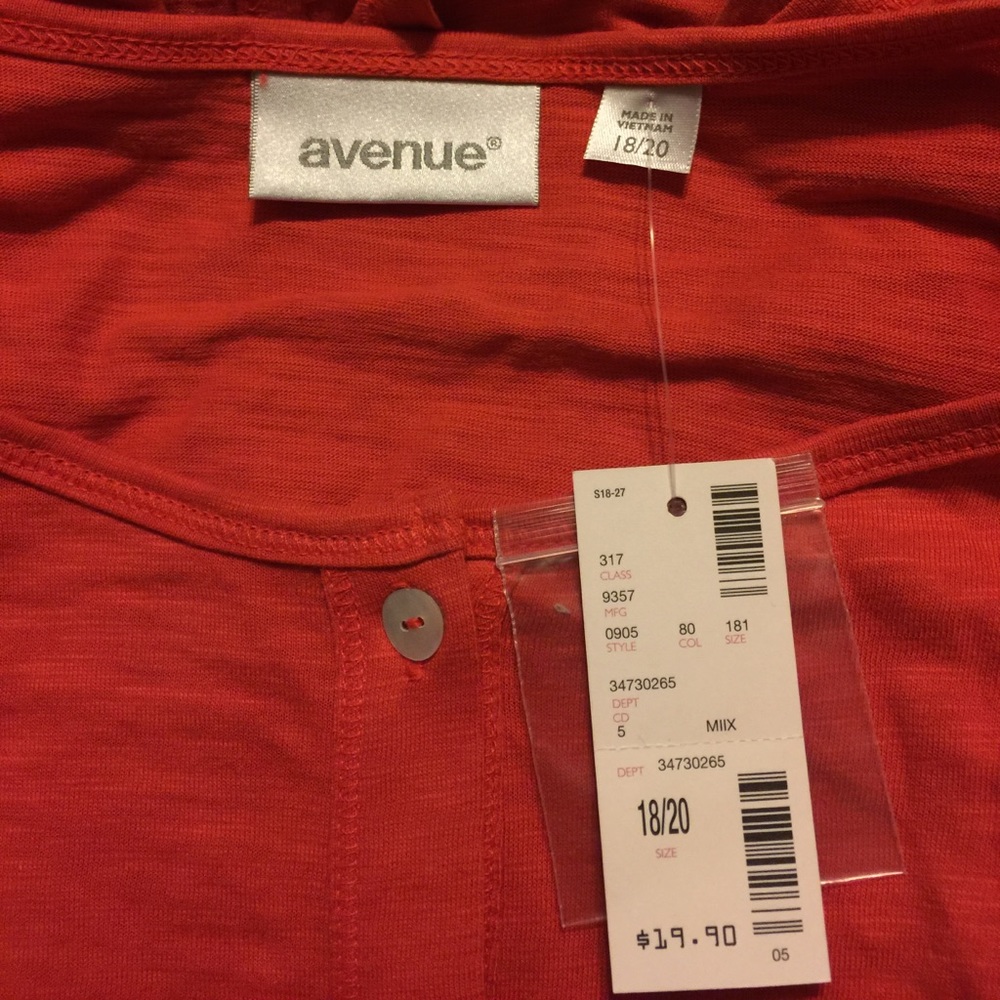 avenue®
MADE IN
VIETNAM
18/20
S18-27
317
CLASS
9357
MFG
0905 80 181
STYLE COL SIZE
34730265
DEPT
CD
5 MIIX
DEPT 34730265
18/20
SIZE
$19.90
05